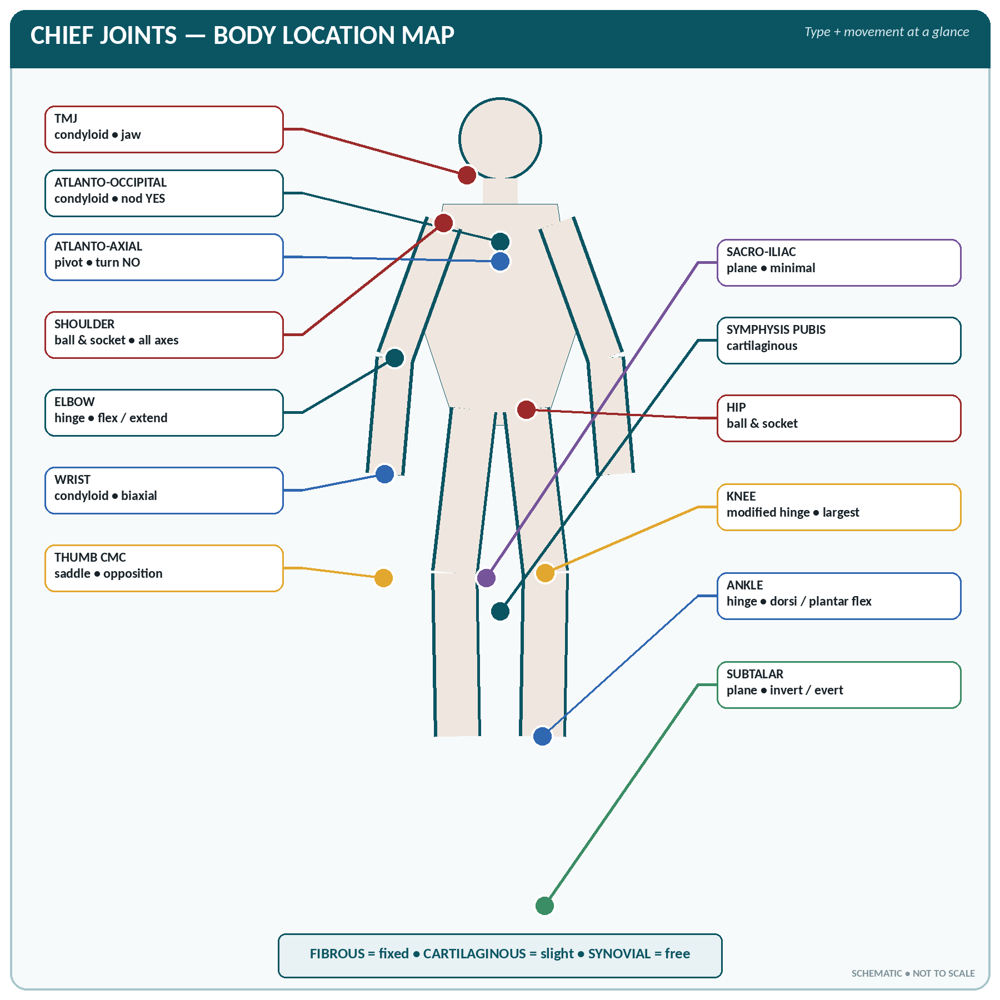 CHIEF JOINTS — BODY LOCATION MAP
Type + movement at a glance
TMJ
condyloid • jaw
ATLANTO-OCCIPITAL
condyloid • nod YES
ATLANTO-AXIAL
pivot • turn NO
SHOULDER
ball & socket • all axes
ELBOW
hinge • flex / extend
WRIST
condyloid • biaxial
THUMB CMC
saddle • opposition
SACRO-ILIAC
plane • minimal
SYMPHYSIS PUBIS
cartilaginous
HIP
ball & socket
KNEE
modified hinge • largest
ANKLE
hinge • dorsi / plantar flex
SUBTALAR
plane • invert / evert
FIBROUS = fixed • CARTILAGINOUS = slight • SYNOVIAL = free
SCHEMATIC • NOT TO SCALE